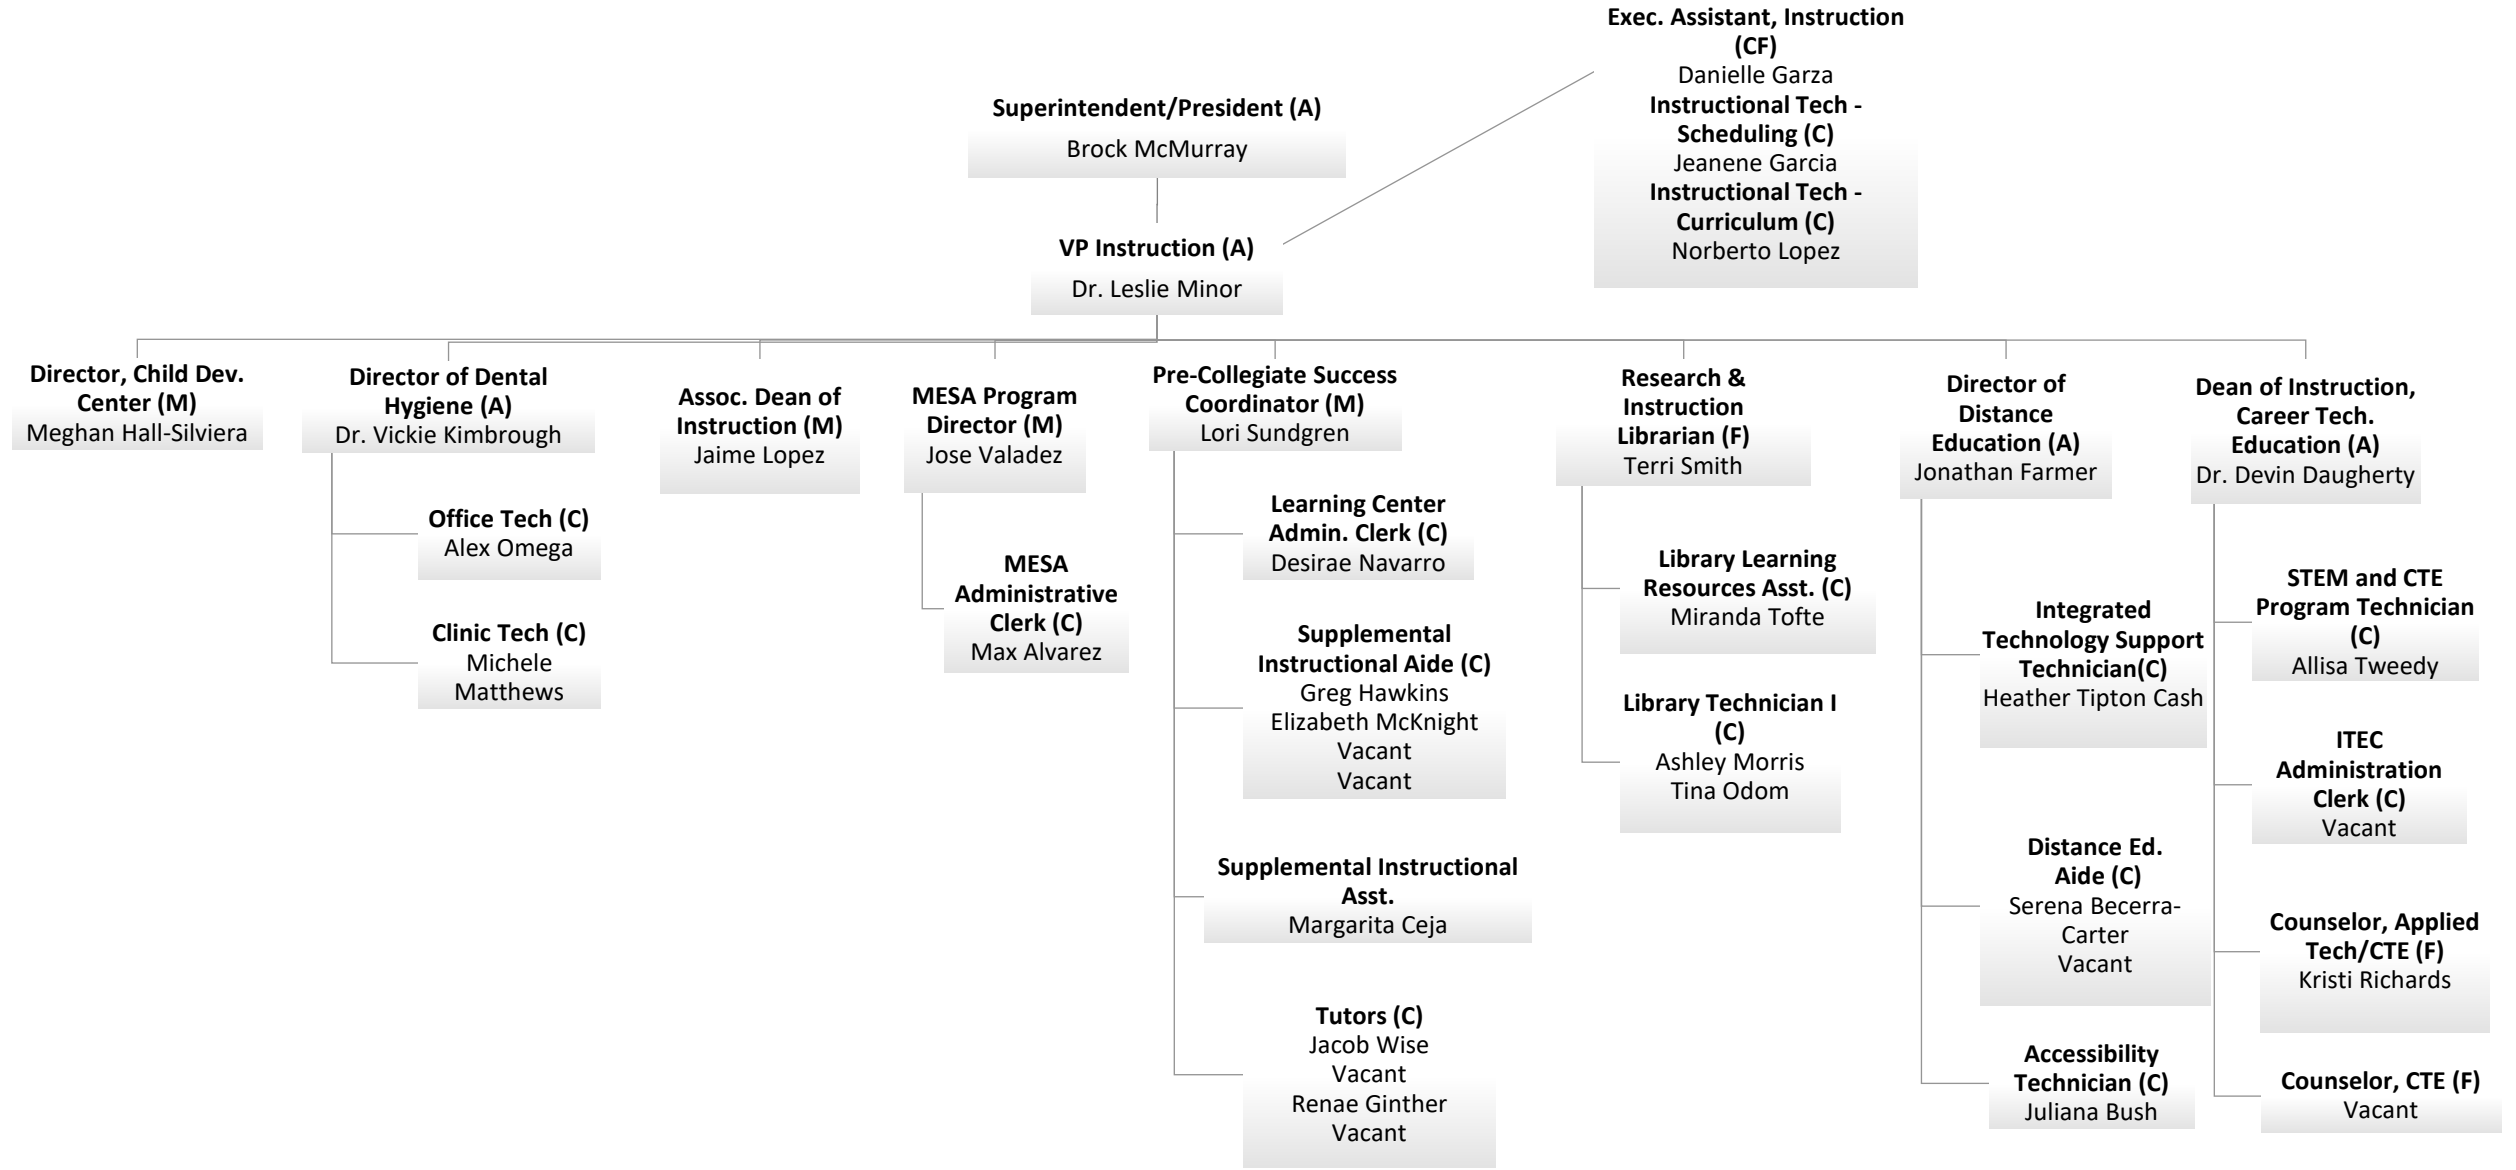 Exec. Assistant, Instruction
(CF)
Danielle Garza
Instructional Tech -
Scheduling (C)
Jeanene Garcia
Instructional Tech -
Curriculum (C)
Norberto Lopez
Superintendent/President (A)
Brock McMurray
VP Instruction (A)
Dr. Leslie Minor
Director, Child Dev.
Center (M)
Meghan Hall-Silviera
Director of Dental
Hygiene (A)
Dr. Vickie Kimbrough
Office Tech (C)
Alex Omega
Clinic Tech (C)
Michele
Matthews
Assoc. Dean of
Instruction (M)
Jaime Lopez
MESA Program
Director (M)
Jose Valadez
MESA
Administrative
Clerk (C)
Max Alvarez
Pre-Collegiate Success
Coordinator (M)
Lori Sundgren
Learning Center
Admin. Clerk (C)
Desirae Navarro
Supplemental
Instructional Aide (C)
Greg Hawkins
Elizabeth McKnight
Vacant
Vacant
Supplemental Instructional
Asst.
Margarita Ceja
Tutors (C)
Jacob Wise
Vacant
Renae Ginther
Vacant
Research &
Instruction
Librarian (F)
Terri Smith
Library Learning
Resources Asst. (C)
Miranda Tofte
Library Technician I
(C)
Ashley Morris
Tina Odom
Director of
Distance
Education (A)
Jonathan Farmer
Integrated
Technology Support
Technician(C)
Heather Tipton Cash
Distance Ed.
Aide (C)
Serena Becerra-
Carter
Vacant
Accessibility
Technician (C)
Juliana Bush
Dean of Instruction,
Career Tech.
Education (A)
Dr. Devin Daugherty
STEM and CTE
Program Technician
(C)
Allisa Tweedy
ITEC
Administration
Clerk (C)
Vacant
Counselor, Applied
Tech/CTE (F)
Kristi Richards
Counselor, CTE (F)
Vacant